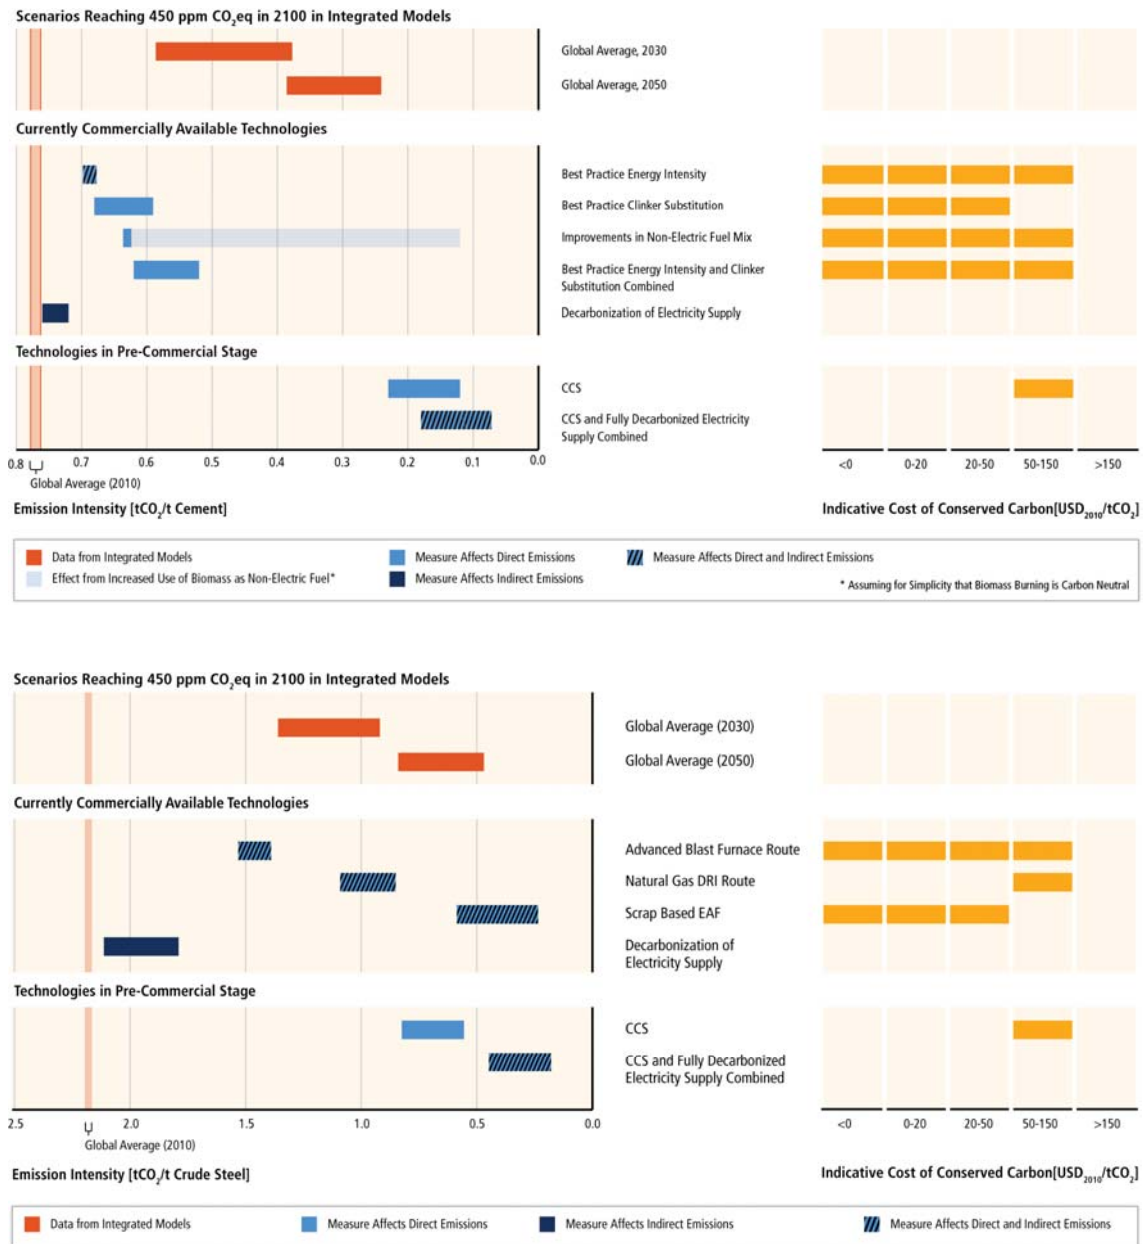 Scenarios Reaching 450 ppm CO2eq in 2100 in Integrated Models
Global Average, 2030
Global Average, 2050
Currently Commercially Available Technologies
Best Practice Energy Intensity
Best Practice Clinker Substitution
Improvements in Non-Electric Fuel Mix
Best Practice Energy Intensity and Clinker
Substitution Combined
Decarbonization of Electricity Supply
Technologies in Pre-Commercial Stage
CCS
CCS and Fully Decarbonized Electricity
Supply Combined
0.8 0.7 0.6 0.5 0.4 0.3 0.2 0.1 0.0 <0 0-20 20-50 50-150 >150
Global Average (2010)
Emission Intensity [tCO2/t Cement] Indicative Cost of Conserved Carbon[USD2010/tCO2]
Data from Integrated Models Measure Affects Direct Emissions Measure Affects Direct and Indirect Emissions
Effect from Increased Use of Biomass as Non-Electric Fuel* Measure Affects Indirect Emissions * Assuming for Simplicity that Biomass Burning is Carbon Neutral
Scenarios Reaching 450 ppm CO2eq in 2100 in Integrated Models
Global Average (2030)
Global Average (2050)
Currently Commercially Available Technologies
Advanced Blast Furnace Route
Natural Gas DRI Route
Scrap Based EAF
Decarbonization of
Electricity Supply
Technologies in Pre-Commercial Stage
CCS
CCS and Fully Decarbonized
Electricity Supply Combined
2.5 2.0 1.5 1.0 0.5 0.0 <0 0-20 20-50 50-150 >150
Global Average (2010)
Emission Intensity [tCO2/t Crude Steel] Indicative Cost of Conserved Carbon[USD2010/tCO2]
Data from Integrated Models Measure Affects Direct Emissions Measure Affects Indirect Emissions Measure Affects Direct and Indirect Emissions